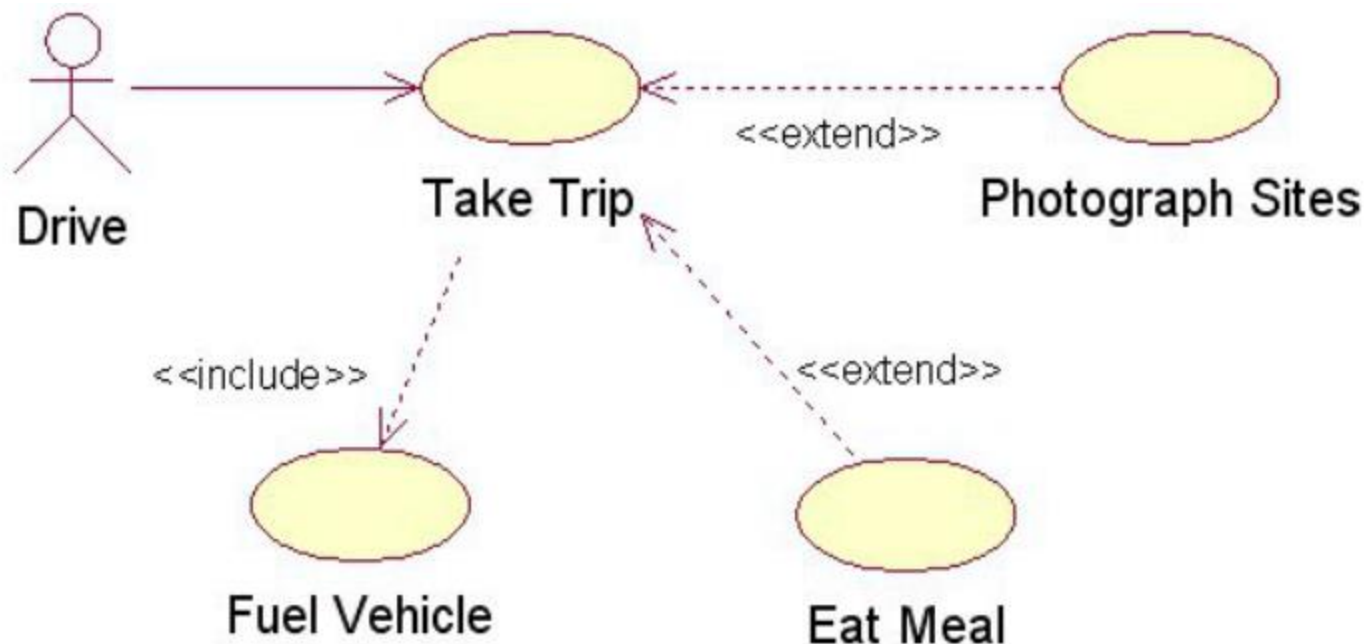 <<extend>>
Take Trip
Photograph Sites
Drive
<<include>>
<<extend>>
Fuel Vehicle
Eat Meal